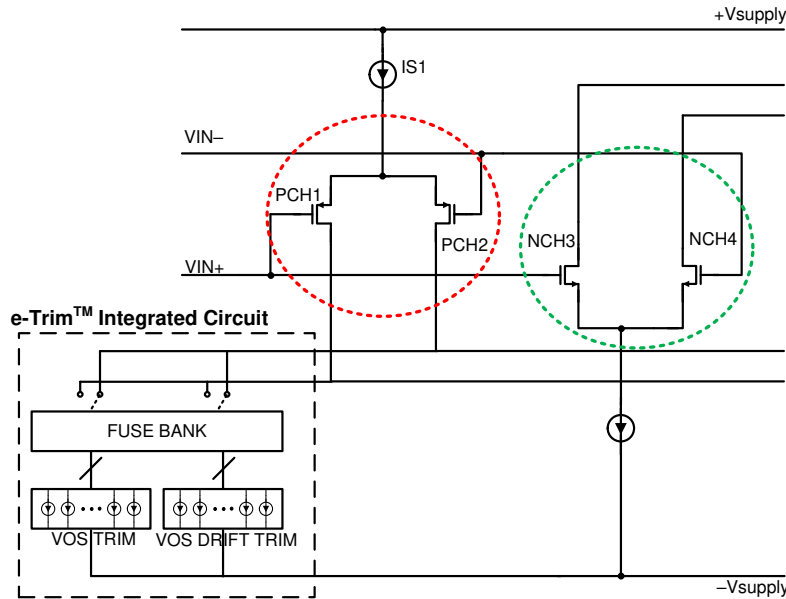 +Vsupply
IS1
VIN–
PCH1
PCH2
NCH3
NCH4
VIN+
e-Trim™ Integrated Circuit
FUSE BANK
VOS TRIM
VOS DRIFT TRIM
–Vsupply